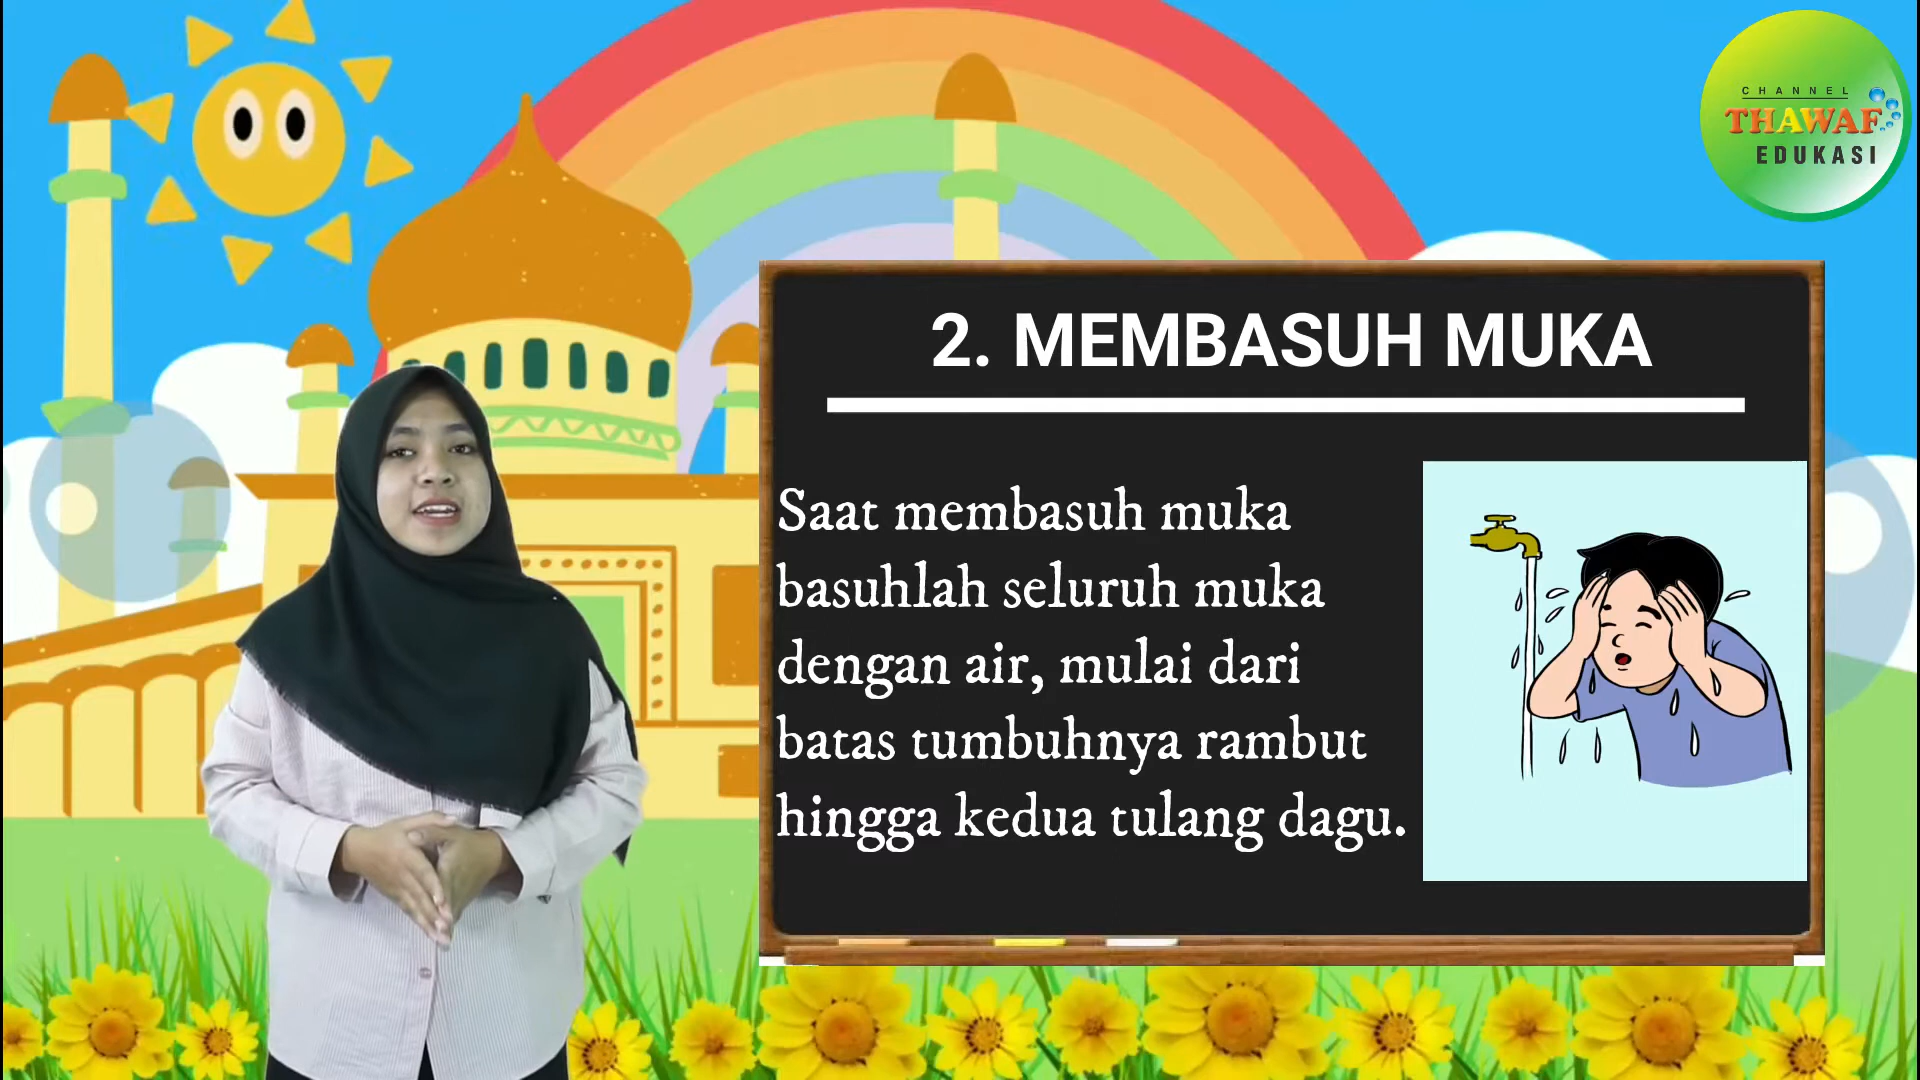 CHANNEL
THAWAF
EDUKASI
2. MEMBASUH MUKA
Saat membasuh muka
basuhlah seluruh muka
dengan air, mulai dari
batas tumbuhnya rambut
hingga kedua tulang dagu.